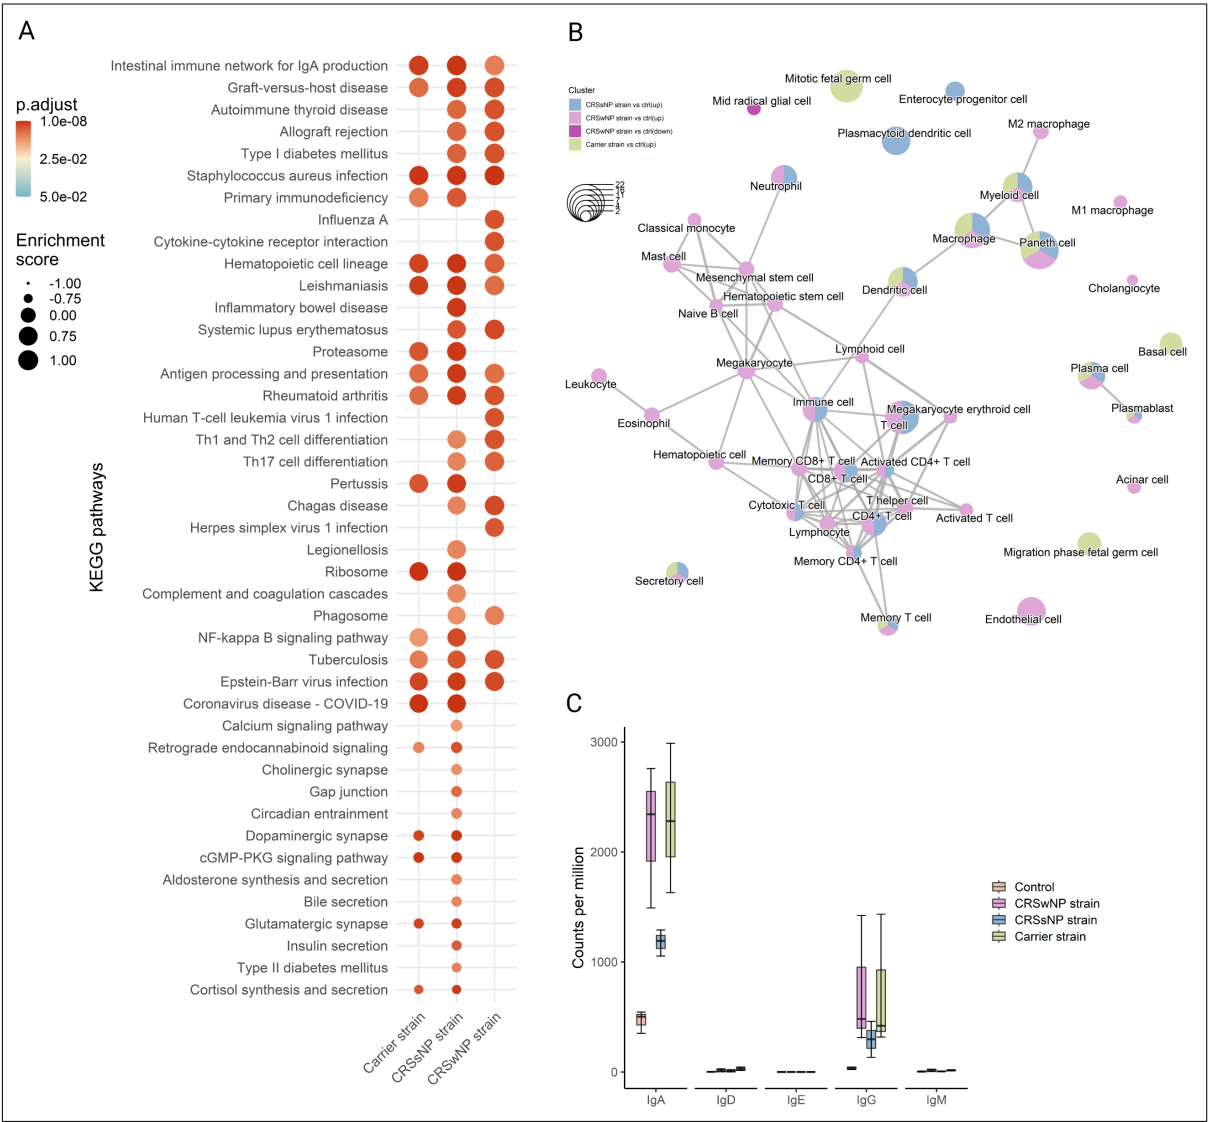 A
p.adjust
1.0e-08
2.5e-02
5.0e-02
Enrichment
score
-1.00
-0.75
0.00
0.75
1.00
KEGG pathways
Intestinal immune network for IgA production
Graft-versus-host disease
Autoimmune thyroid disease
Allograft rejection
Type I diabetes mellitus
Staphylococcus aureus infection
Primary immunodeficiency
Influenza A
Cytokine-cytokine receptor interaction
Hematopoietic cell lineage
Leishmaniasis
Inflammatory bowel disease
Systemic lupus erythematosus
Proteasome
Antigen processing and presentation
Rheumatoid arthritis
Human T-cell leukemia virus 1 infection
Th1 and Th2 cell differentiation
Th17 cell differentiation
Pertussis
Chagas disease
Herpes simplex virus 1 infection
Legionellosis
Ribosome
Complement and coagulation cascades
Phagosome
NF-kappa B signaling pathway
Tuberculosis
Epstein-Barr virus infection
Coronavirus disease - COVID-19
Calcium signaling pathway
Retrograde endocannabinoid signaling
Cholinergic synapse
Gap junction
Circadian entrainment
Dopaminergic synapse
cGMP-PKG signaling pathway
Aldosterone synthesis and secretion
Bile secretion
Glutamatergic synapse
Insulin secretion
Type II diabetes mellitus
Cortisol synthesis and secretion
Carrier strain
CRSsNP strain
CRSwNP strain
B
Cluster
CRSsNP strain vs ctrl(up)
CRSwNP strain vs ctrl(up)
CRSwNP strain vs ctrl(down)
Carrier strain vs ctrl(up)
22
16
11
7
4
2
Mitotic fetal germ cell
Mid radical glial cell
Enterocyte progenitor cell
Plasmacytoid dendritic cell
M2 macrophage
Neutrophil
Myeloid cell
M1 macrophage
Classical monocyte
Macrophage
Paneth cell
Mast cell
Mesenchymal stem cell
Dendritic cell
Cholangiocyte
Hematopoietic stem cell
Naive B cell
Lymphoid cell
Basal cell
Megakaryocyte
Plasma cell
Leukocyte
Immune cell
Megakaryocyte erythroid cell
Plasmablast
Eosinophil
T cell
Hematopoietic cell
Memory CD8+ T cell
Activated CD4+ T cell
CD8+ T cell
Acinar cell
Cytotoxic T cell
T helper cell
CD4+ T cell
Activated T cell
Lymphocyte
Migration phase fetal germ cell
Memory CD4+ T cell
Secretory cell
Memory T cell
Endothelial cell
C
Counts per million
3000
2000
1000
0
IgA
IgD
IgE
IgG
IgM
Control
CRSwNP strain
CRSsNP strain
Carrier strain